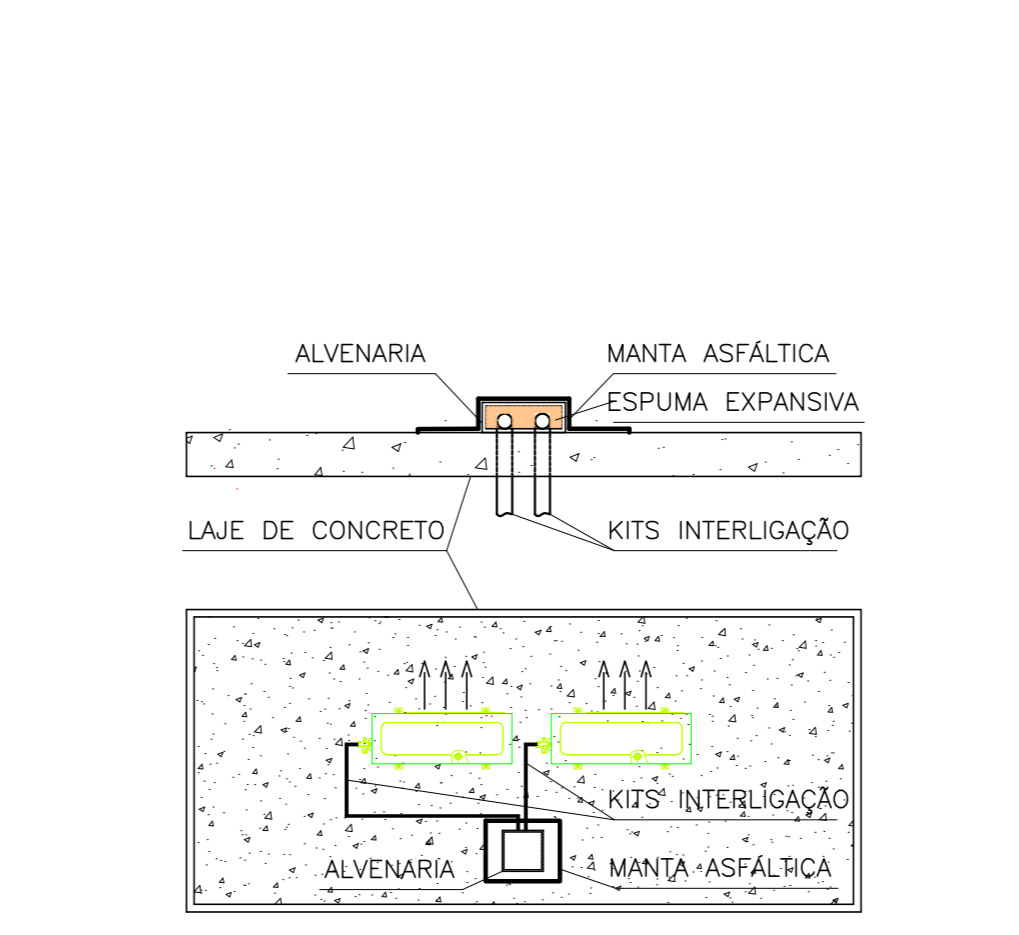 ALVENARIA
MANTA ASFÁLTICA
ESPUMA EXPANSIVA
LAJE DE CONCRETO
KITS INTERLIGAÇÃO
KITS INTERLIGAÇÃO
ALVENARIA
MANTA ASFÁLTICA